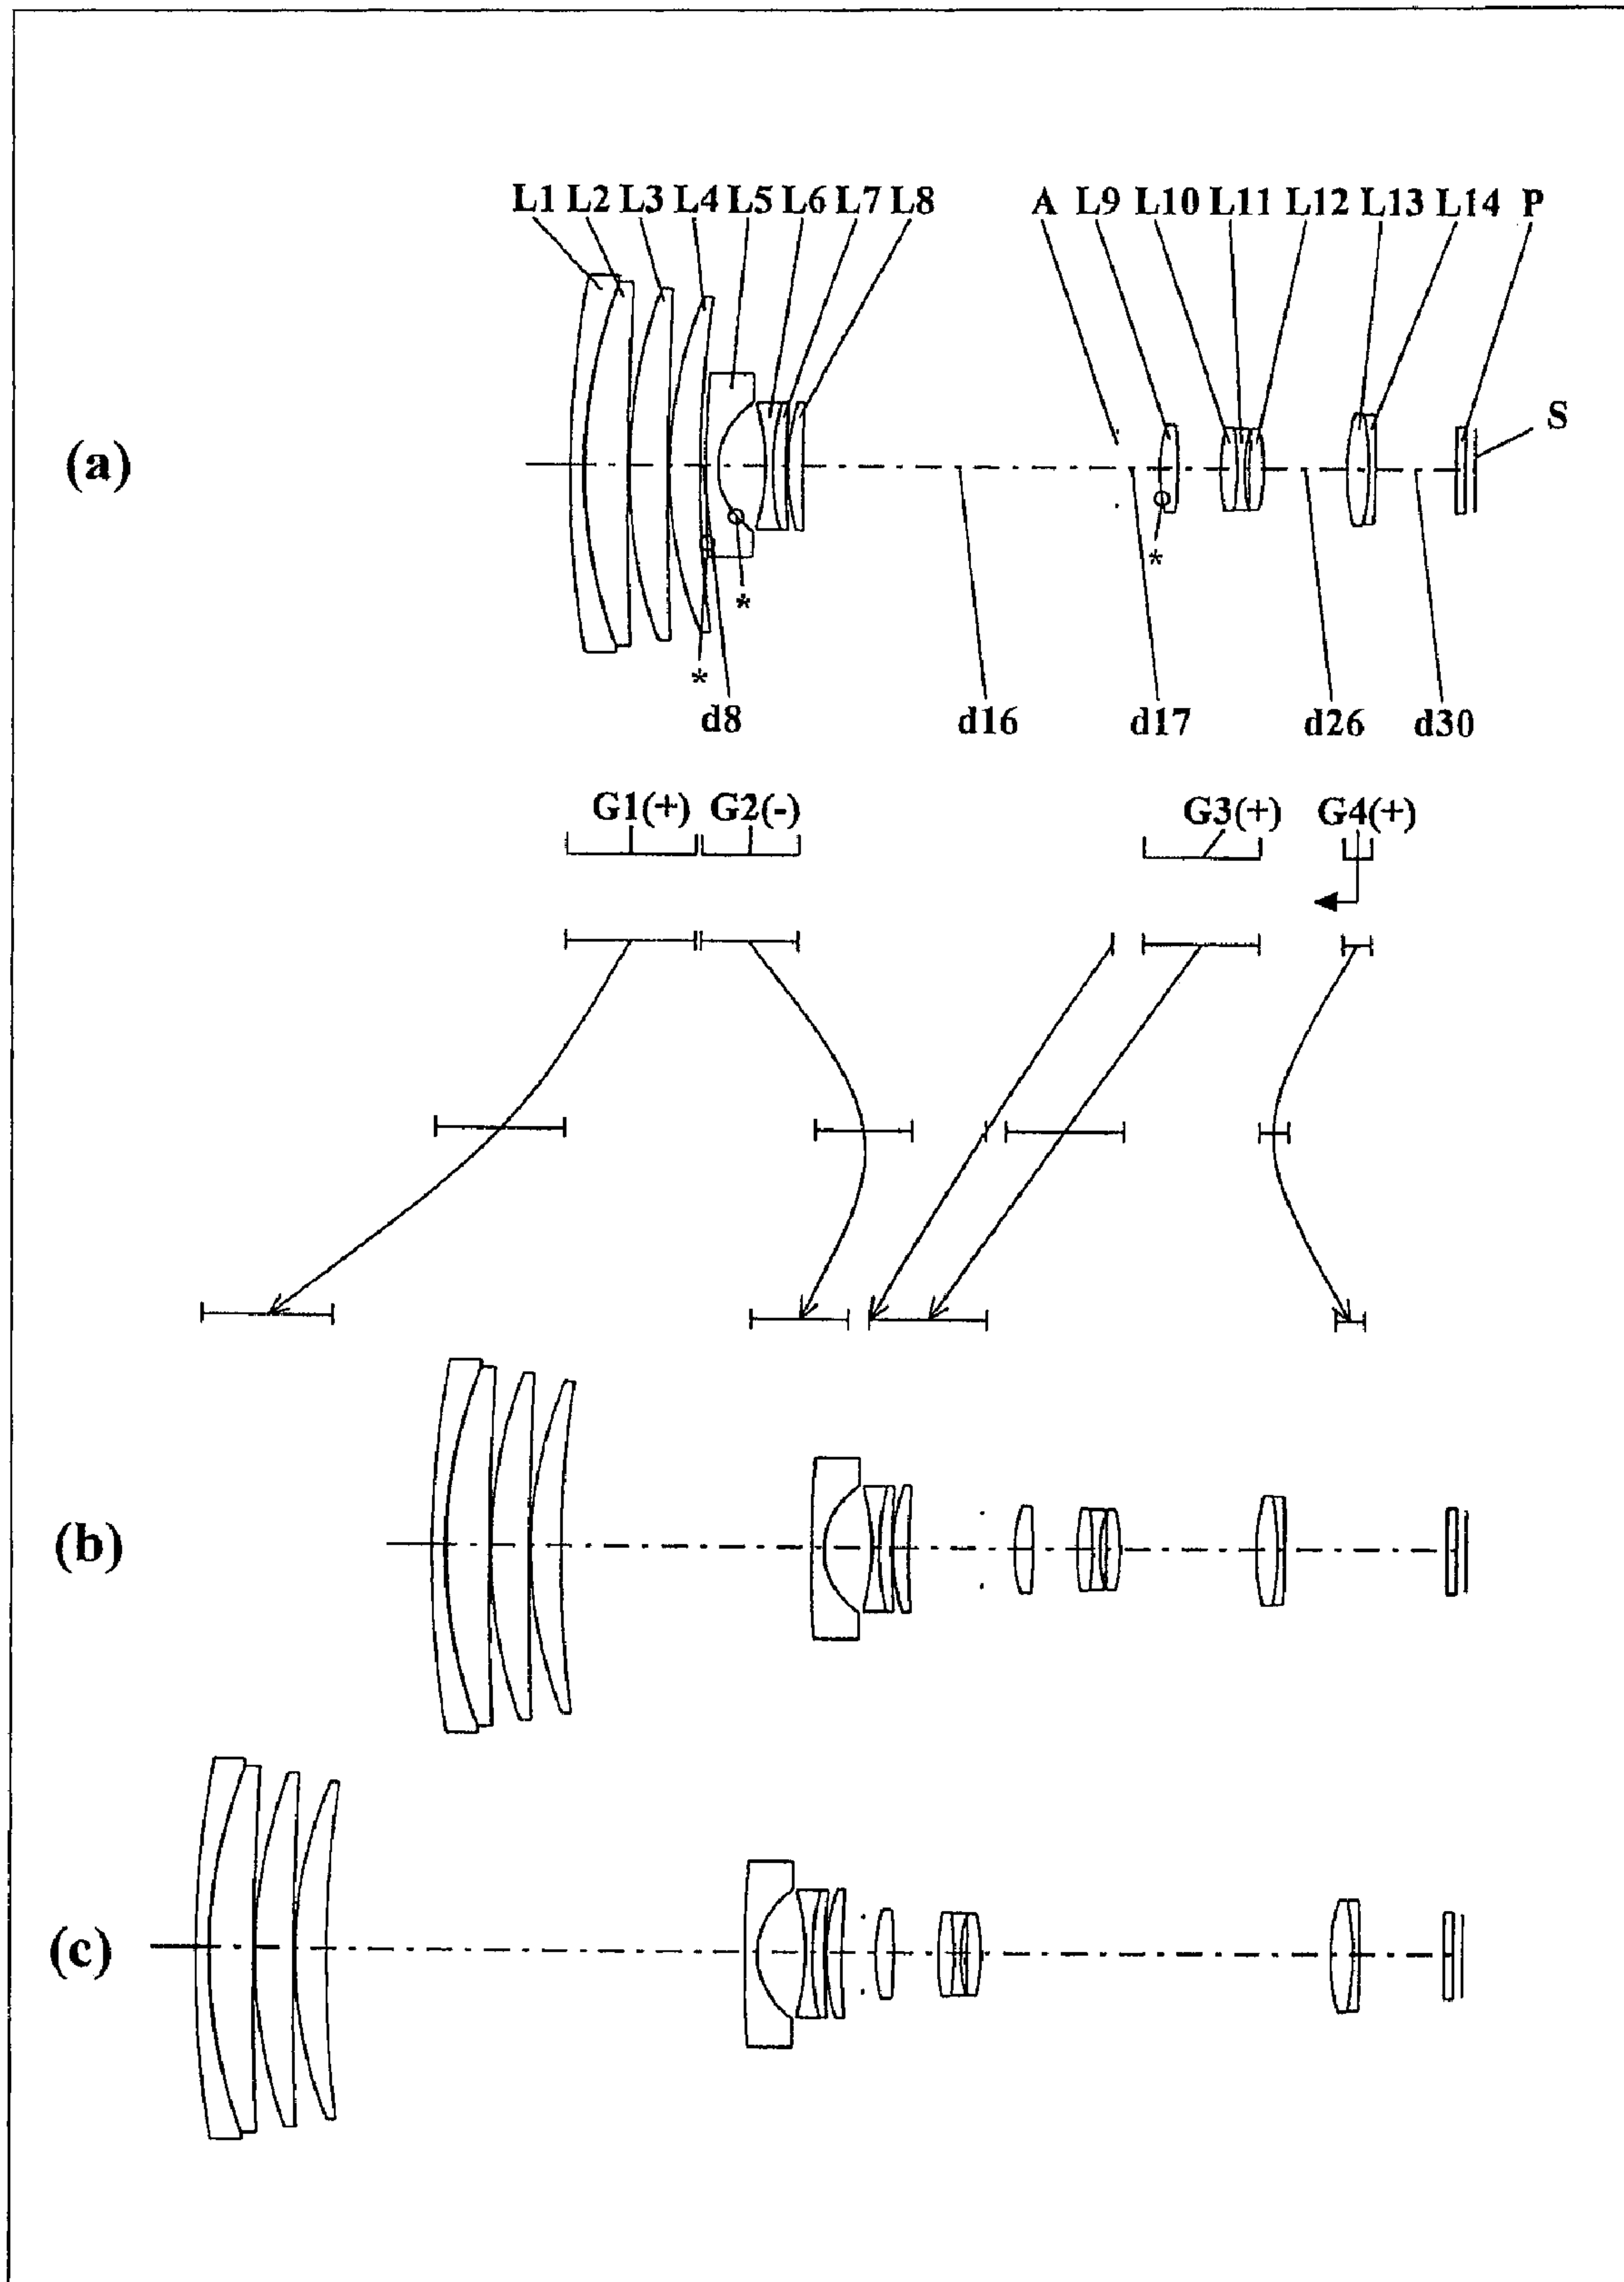 L1 L2 L3 L4 L5 L6 L7 L8 A L9 L10 L11 L12 L13 L14 P
S
(a)
*
*
*
d8 d16 d17 d26 d30
G1(+) G2(-) G3(+) G4(+)
(b)
(c)